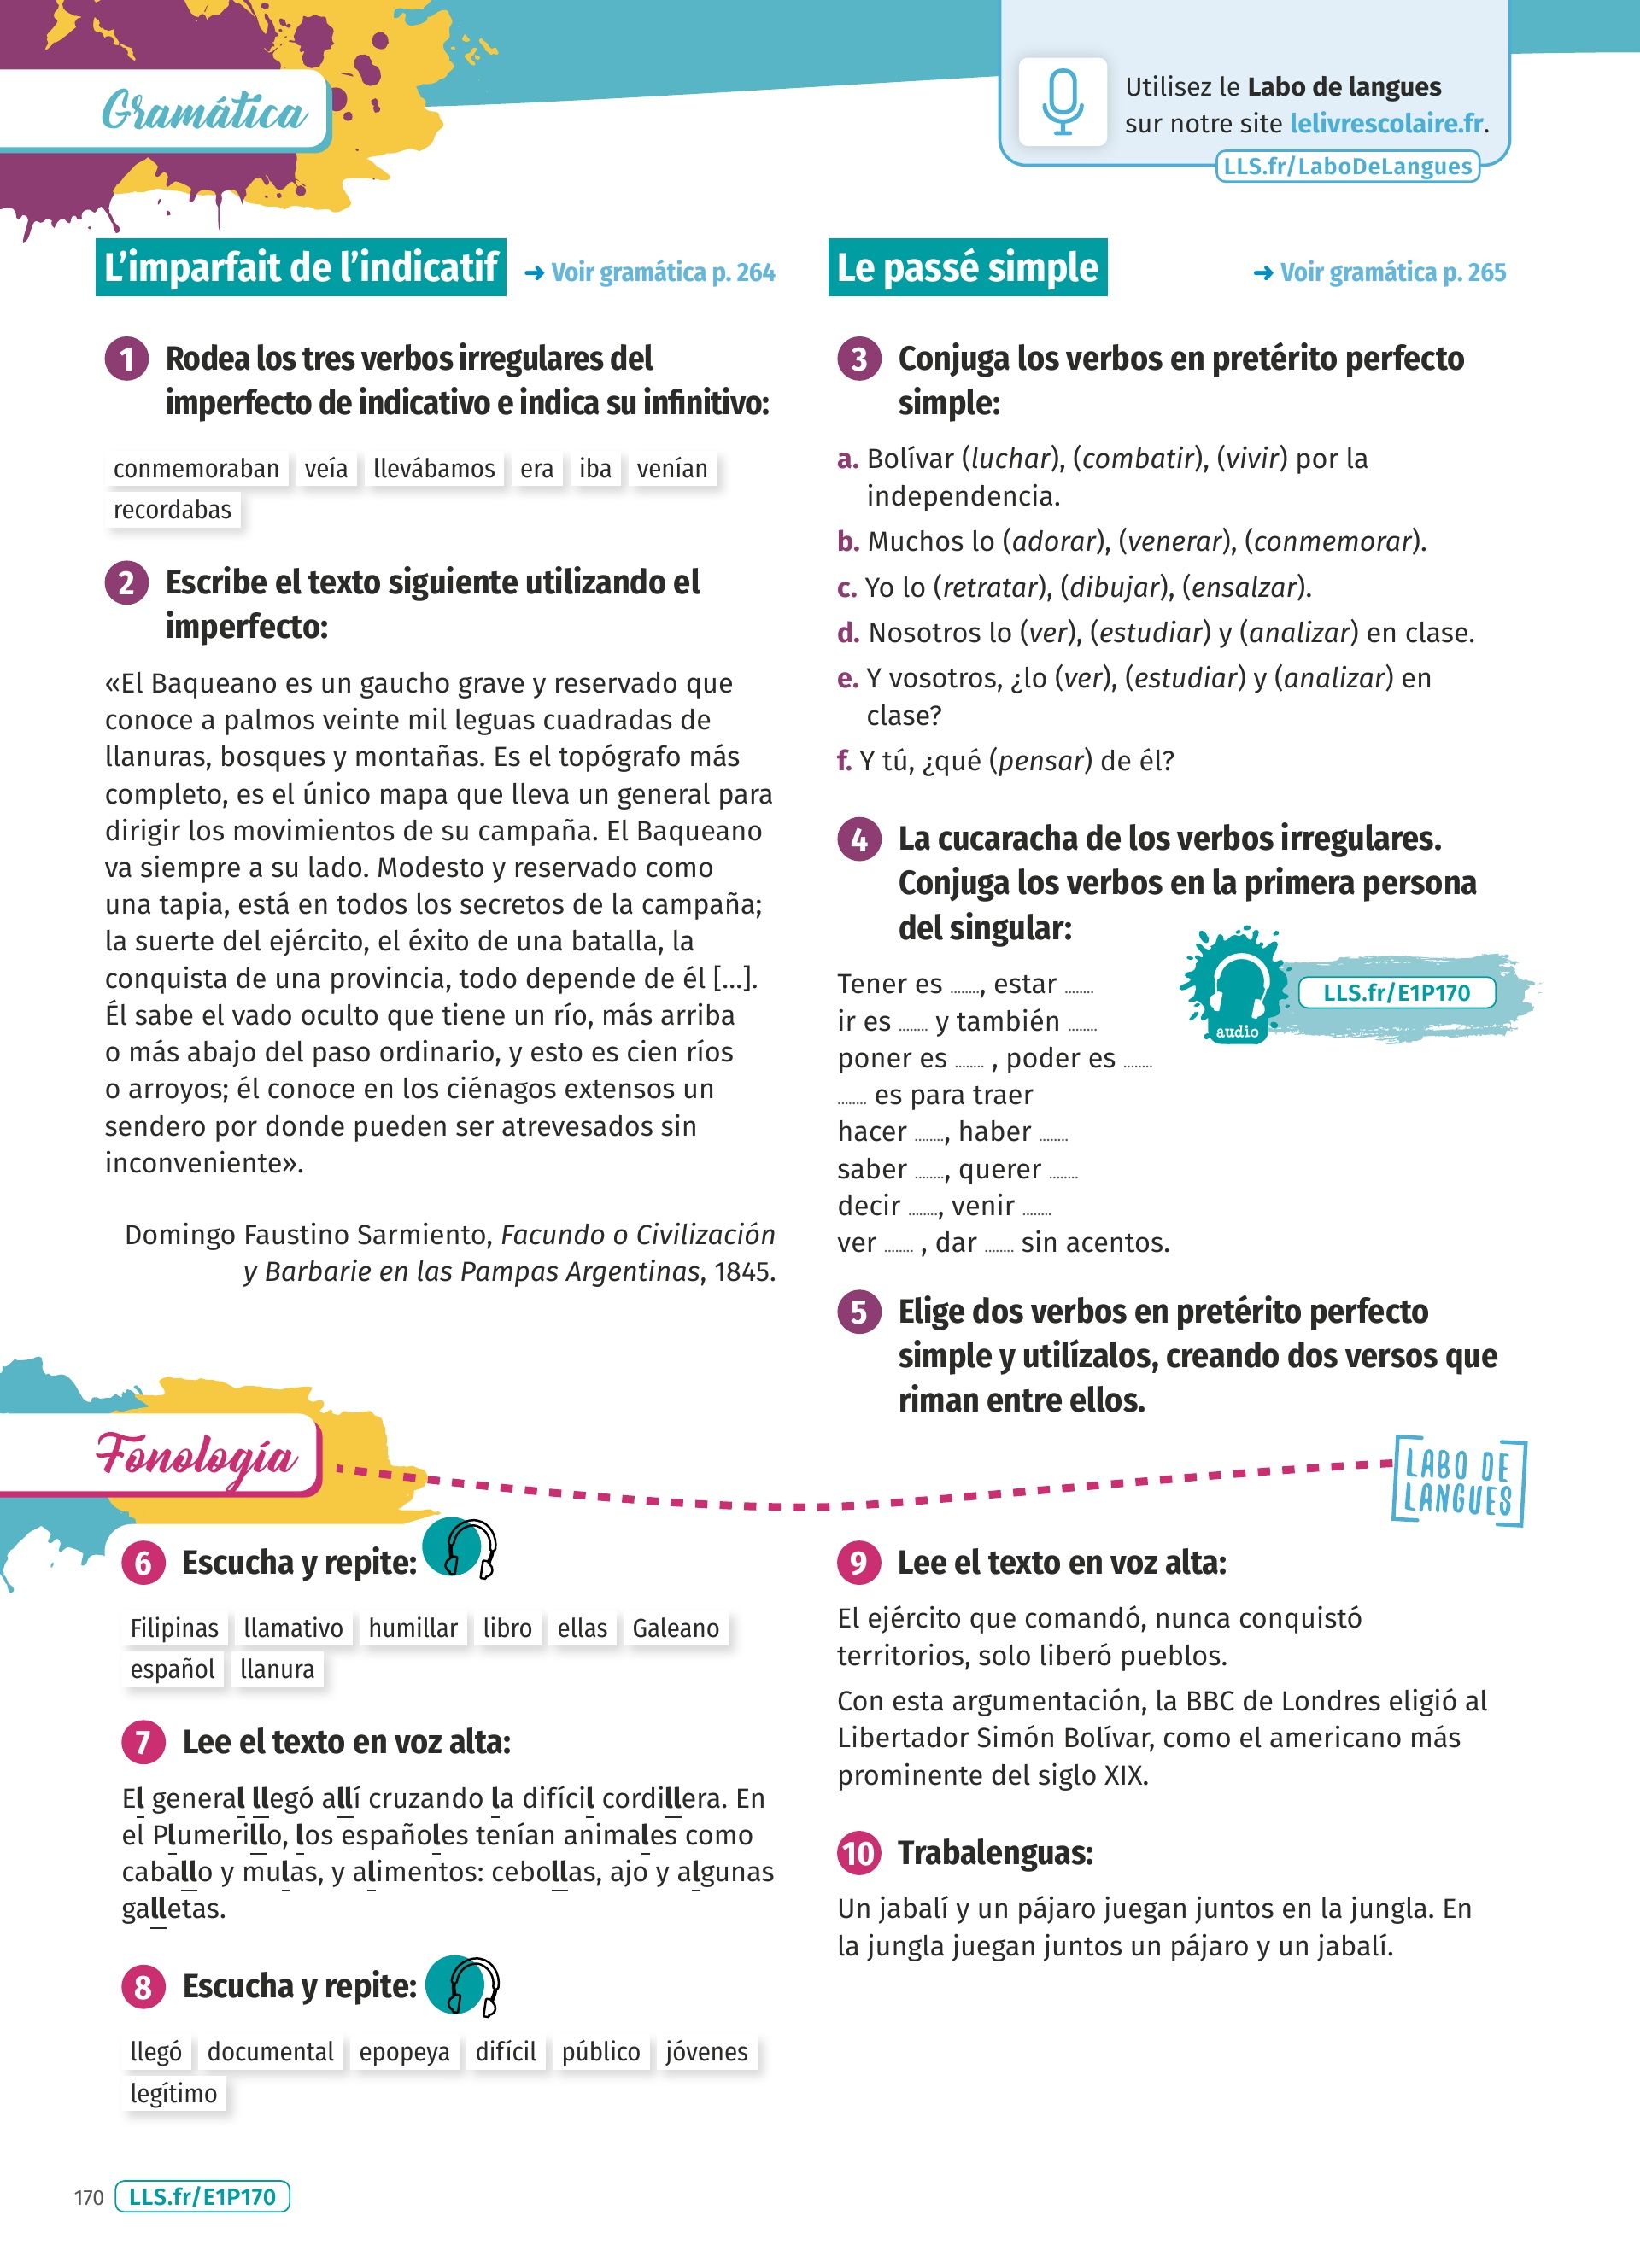 Gramática
Utilisez le Labo de langues
sur notre site lelivrescolaire.fr.
LLS.fr/LaboDeLangues
L'imparfait de l'indicatif
➜ Voir gramática p. 264
1 Rodea los tres verbos irregulares del
imperfecto de indicativo e indica su infinitivo:
conmemoraban veía llevábamos era iba venían
recordabas
2 Escribe el texto siguiente utilizando el
imperfecto:
«El Baqueano es un gaucho grave y reservado que
conoce a palmos veinte mil leguas cuadradas de
llanuras, bosques y montañas. Es el topógrafo más
completo, es el único mapa que lleva un general para
dirigir los movimientos de su campaña. El Baqueano
va siempre a su lado. Modesto y reservado como
una tapia, está en todos los secretos de la campaña;
la suerte del ejército, el éxito de una batalla, la
conquista de una provincia, todo depende de él [...].
Él sabe el vado oculto que tiene un río, más arriba
o más abajo del paso ordinario, y esto es cien ríos
o arroyos; él conoce en los ciénagos extensos un
sendero por donde pueden ser atrevesados sin
inconveniente».
Domingo Faustino Sarmiento, Facundo o Civilización
y Barbarie en las Pampas Argentinas, 1845.
Le passé simple
➜ Voir gramática p. 265
3 Conjuga los verbos en pretérito perfecto
simple:
a. Bolívar (luchar), (combatir), (vivir) por la
independencia.
b. Muchos lo (adorar), (venerar), (conmemorar).
c. Yo lo (retratar), (dibujar), (ensalzar).
d. Nosotros lo (ver), (estudiar) y (analizar) en clase.
e. Y vosotros, ¿lo (ver), (estudiar) y (analizar) en
clase?
f. Y tú, ¿qué (pensar) de él?
4 La cucaracha de los verbos irregulares.
Conjuga los verbos en la primera persona
del singular:
audio
LLS.fr/E1P170
Tener es ........, estar ........
ir es ........ y también ........
poner es ........ , poder es ........
........ es para traer
hacer ........, haber ........
saber ........, querer ........
decir ........, venir ........
ver ........ , dar ........ sin acentos.
5 Elige dos verbos en pretérito perfecto
simple y utilízalos, creando dos versos que
riman entre ellos.
Fonología
LABO DE
LANGUES
6 Escucha y repite:
Filipinas llamativo humillar libro ellas Galeano
español llanura
7 Lee el texto en voz alta:
El general llegó allí cruzando la difícil cordillera. En
el Plumerillo, los españoles tenían animales como
caballo y mulas, y alimentos: cebollas, ajo y algunas
galletas.
8 Escucha y repite:
llegó documental epopeya difícil público jóvenes
legítimo
9 Lee el texto en voz alta:
El ejército que comandó, nunca conquistó
territorios, solo liberó pueblos.
Con esta argumentación, la BBC de Londres eligió al
Libertador Simón Bolívar, como el americano más
prominente del siglo XIX.
10 Trabalenguas:
Un jabalí y un pájaro juegan juntos en la jungla. En
la jungla juegan juntos un pájaro y un jabalí.
170 LLS.fr/E1P170